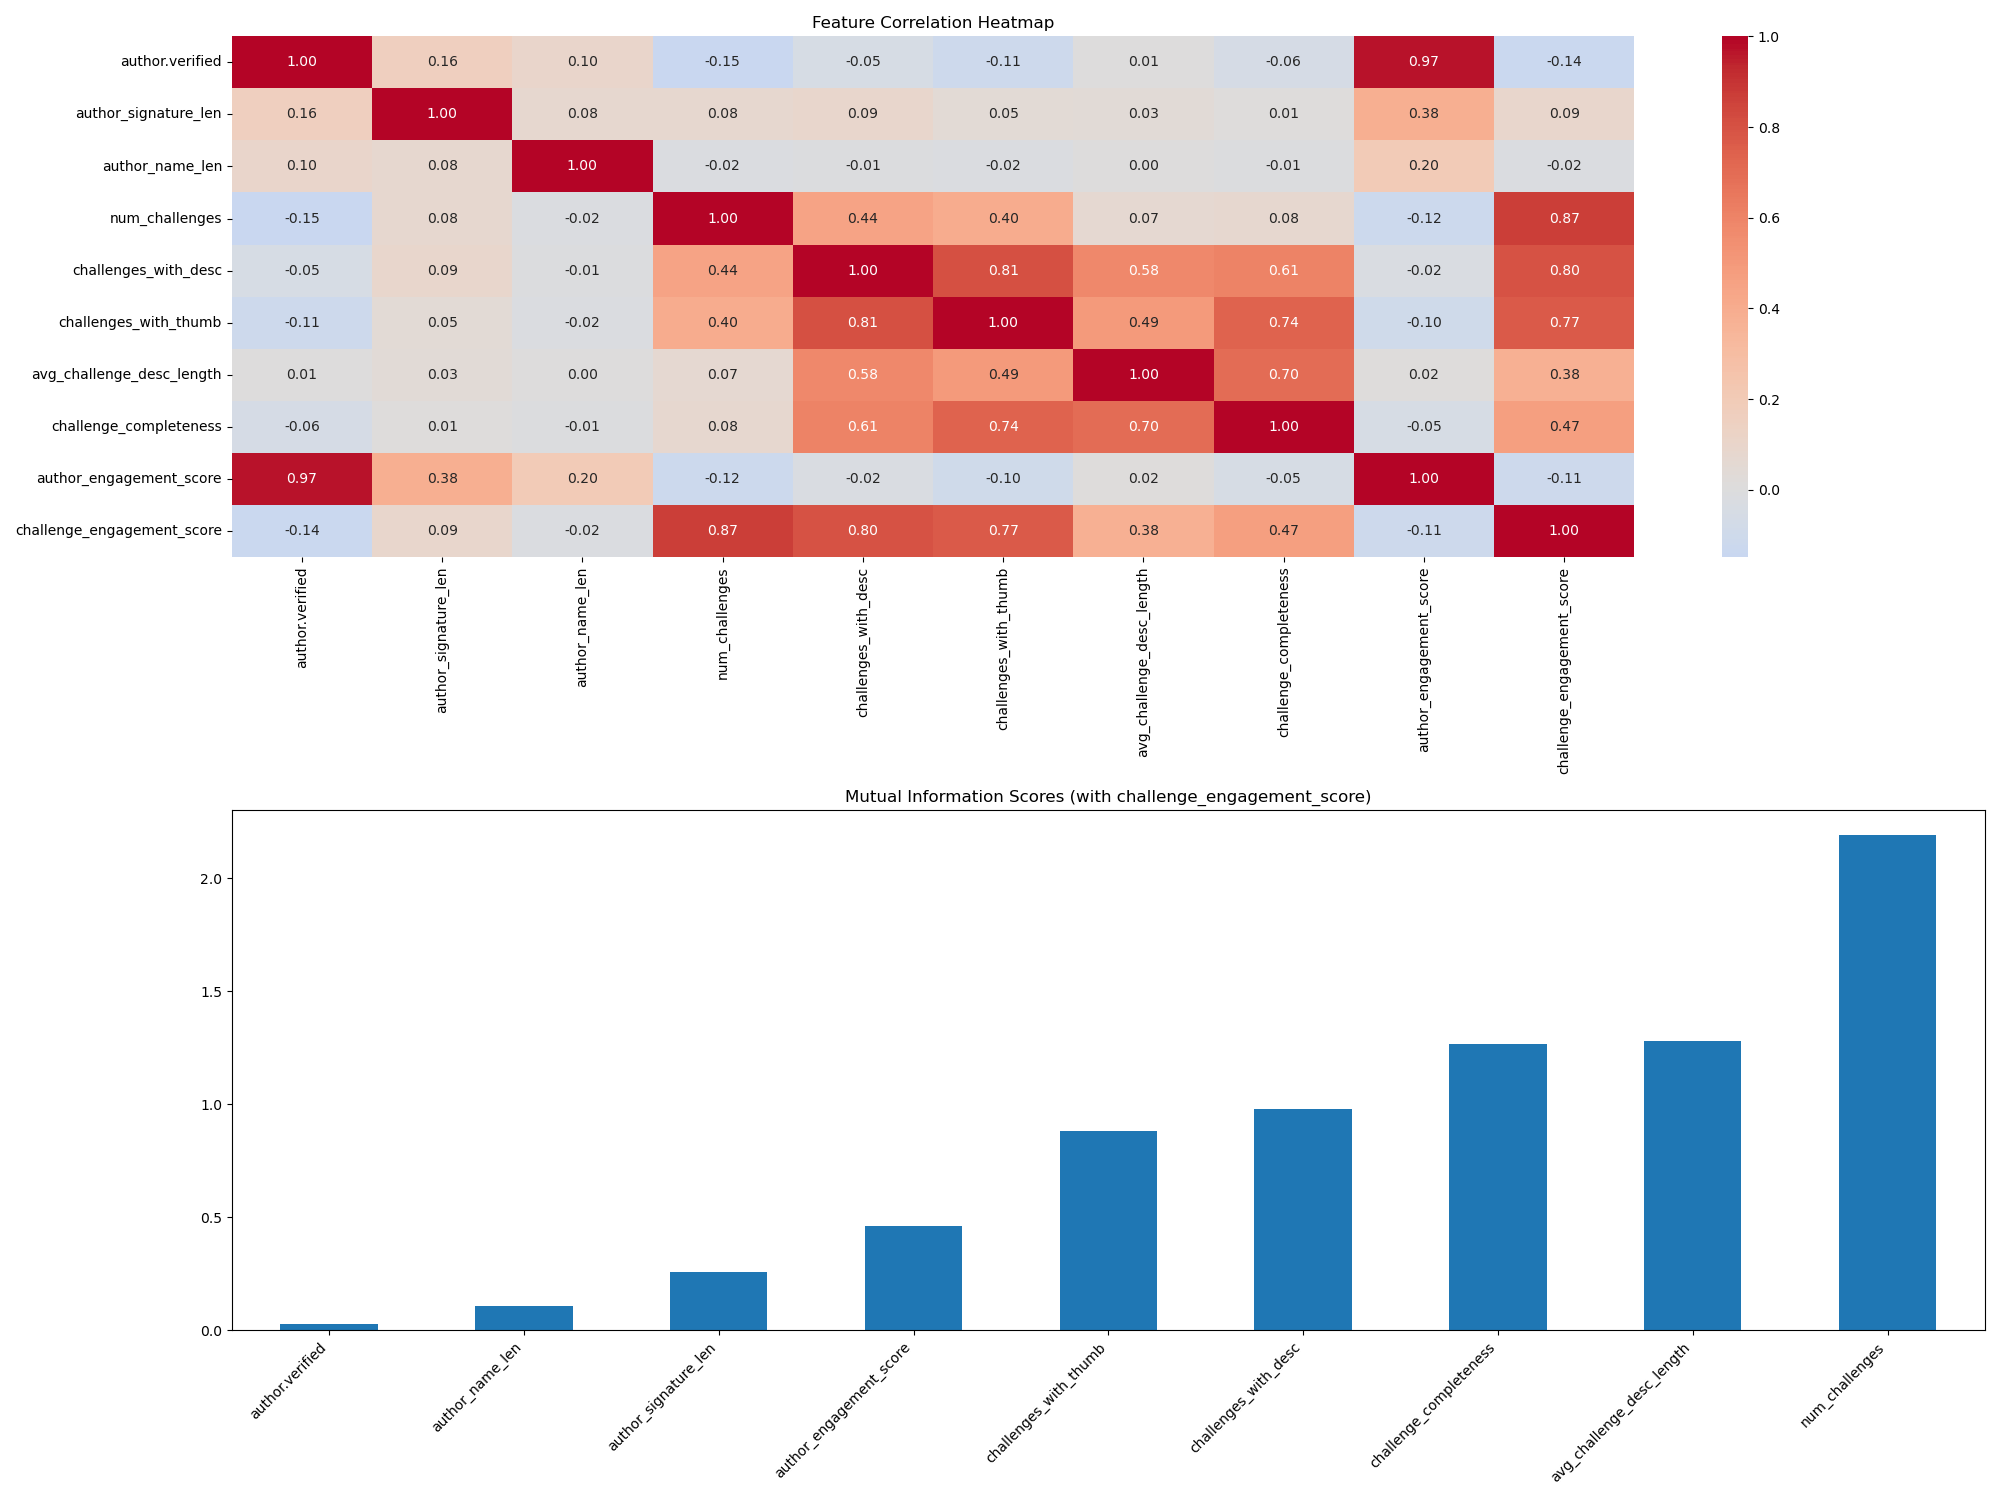 Feature Correlation Heatmap
author.verified 1.00 0.16 0.10 -0.15 -0.05 -0.11 0.01 -0.06 0.97 -0.14
author_signature_len 0.16 1.00 0.08 0.08 0.09 0.05 0.03 0.01 0.38 0.09
author_name_len 0.10 0.08 1.00 -0.02 -0.01 -0.02 0.00 -0.01 0.20 -0.02
num_challenges -0.15 0.08 -0.02 1.00 0.44 0.40 0.07 0.08 -0.12 0.87
challenges_with_desc -0.05 0.09 -0.01 0.44 1.00 0.81 0.58 0.61 -0.02 0.80
challenges_with_thumb -0.11 0.05 -0.02 0.40 0.81 1.00 0.49 0.74 -0.10 0.77
avg_challenge_desc_length 0.01 0.03 0.00 0.07 0.58 0.49 1.00 0.70 0.02 0.38
challenge_completeness -0.06 0.01 -0.01 0.08 0.61 0.74 0.70 1.00 -0.05 0.47
author_engagement_score 0.97 0.38 0.20 -0.12 -0.02 -0.10 0.02 -0.05 1.00 -0.11
challenge_engagement_score -0.14 0.09 -0.02 0.87 0.80 0.77 0.38 0.47 -0.11 1.00
author.verified
author_signature_len
author_name_len
num_challenges
challenges_with_desc
challenges_with_thumb
avg_challenge_desc_length
challenge_completeness
author_engagement_score
challenge_engagement_score
1.0
0.8
0.6
0.4
0.2
0.0
Mutual Information Scores (with challenge_engagement_score)
2.0
1.5
1.0
0.5
0.0
author.verified
author_name_len
author_signature_len
author_engagement_score
challenges_with_thumb
challenges_with_desc
challenge_completeness
avg_challenge_desc_length
num_challenges